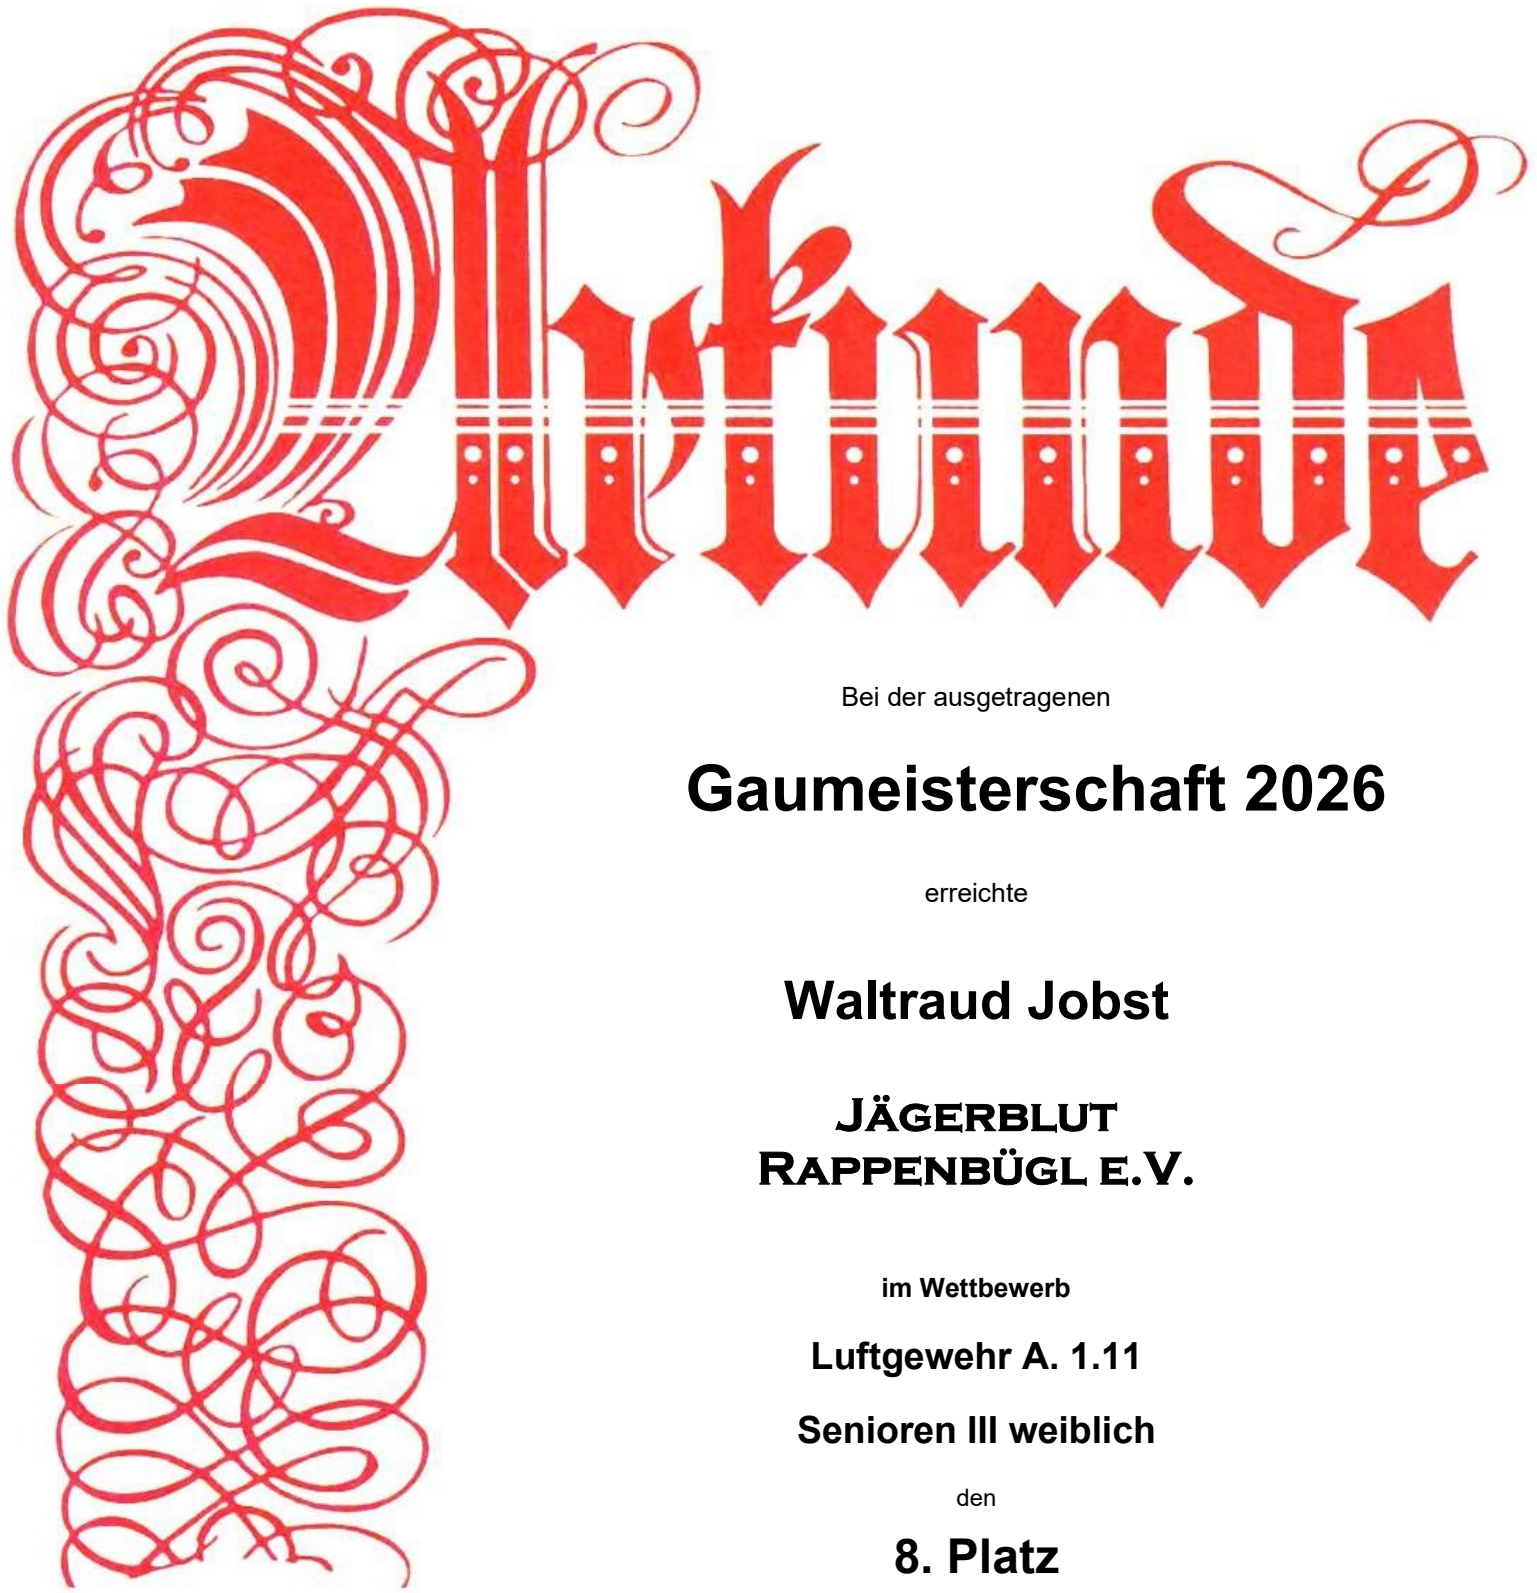 Urkunde
Bei der ausgetragenen
Gaumeisterschaft 2026
erreichte
Waltraud Jobst
JÄGERBLUT
RAPPENBÜGL E.V.
im Wettbewerb
Luftgewehr A. 1.11
Senioren III weiblich
den
8. Platz